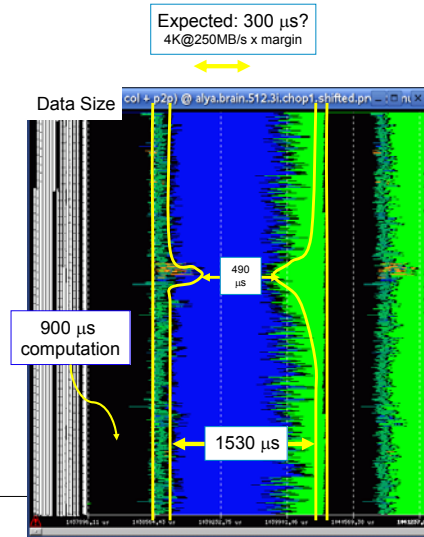 Expected: 300 μs?
4K@250MB/s x margin
Data Size
col + p2p) @ alya.brain.512.3i.chop1.shifted.prv
490
μs
900 μs
computation
1530 μs